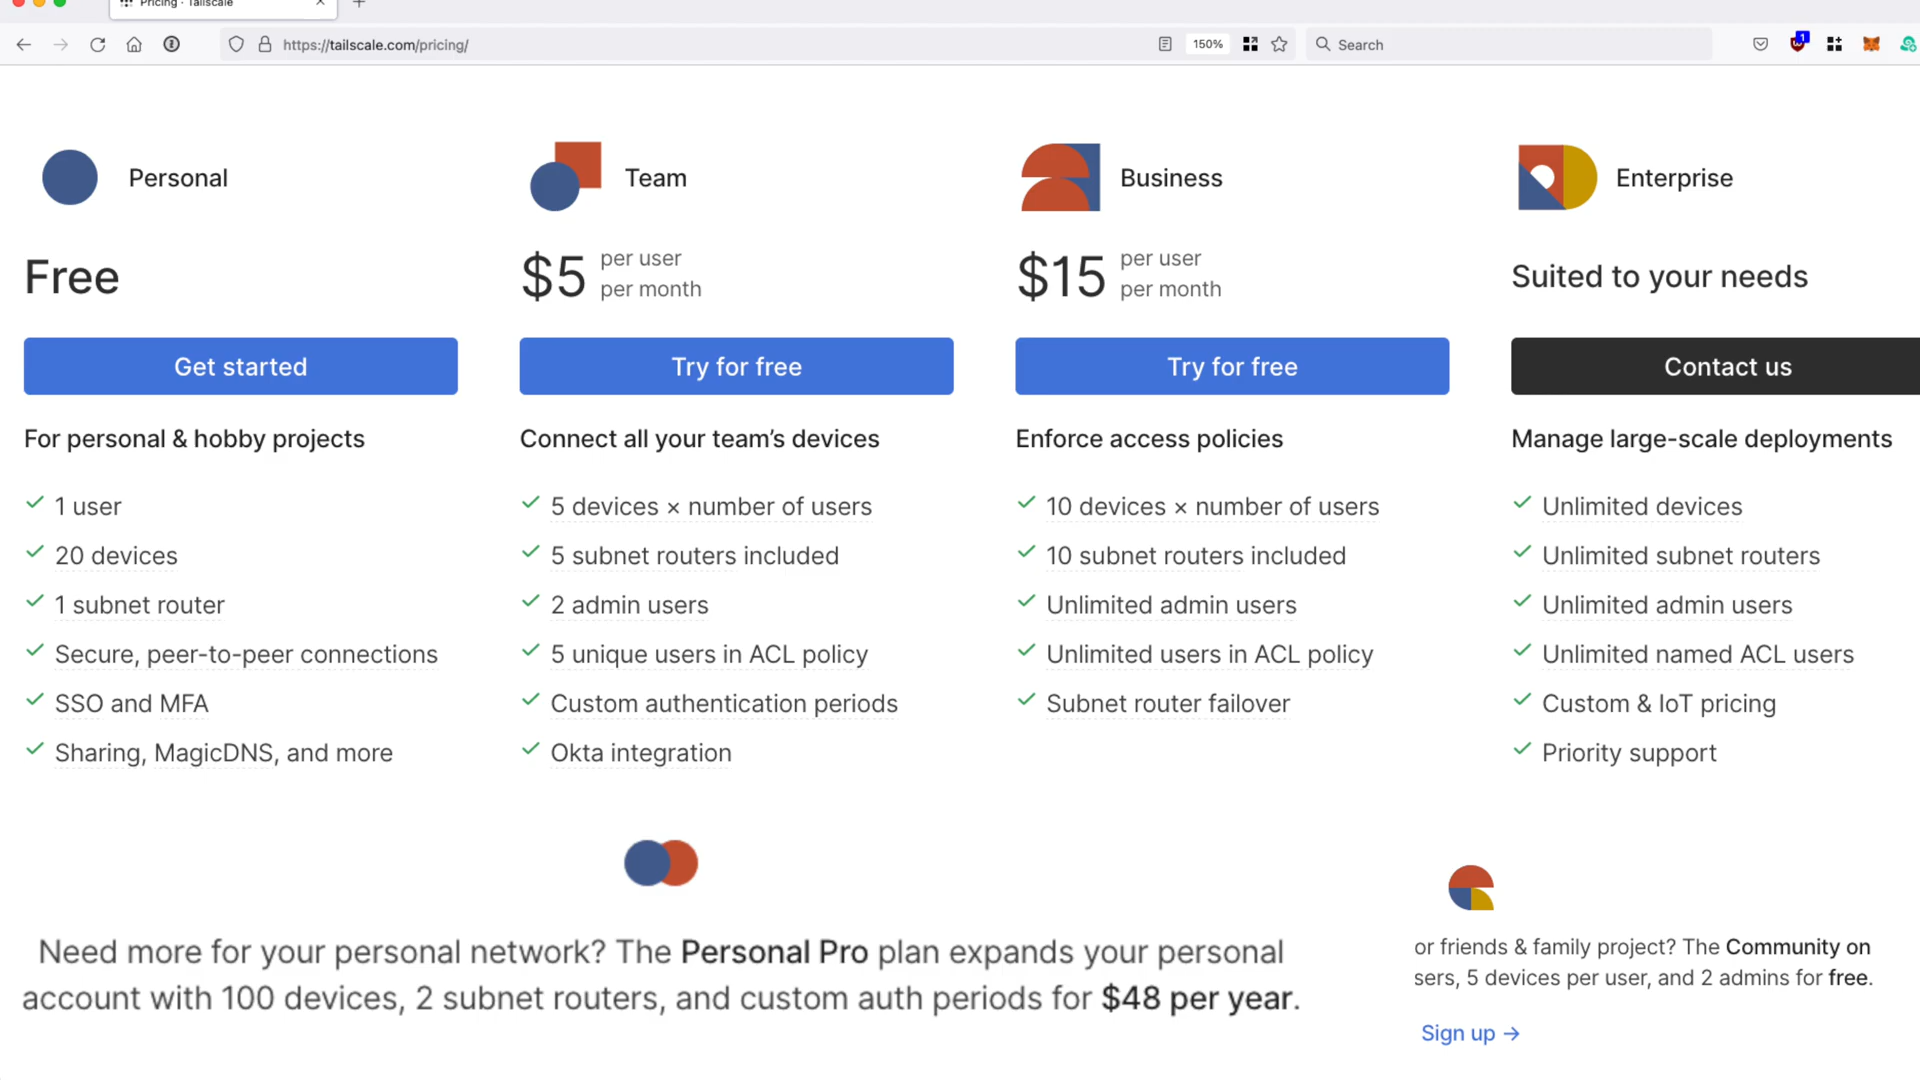 Pricing · Tailscale
https://tailscale.com/pricing/
150%
Search
1
Personal
Free
Get started
For personal & hobby projects
1 user
20 devices
1 subnet router
Secure, peer-to-peer connections
SSO and MFA
Sharing, MagicDNS, and more
Team
$5 per user
per month
Try for free
Connect all your team’s devices
5 devices × number of users
5 subnet routers included
2 admin users
5 unique users in ACL policy
Custom authentication periods
Okta integration
Business
$15 per user
per month
Try for free
Enforce access policies
10 devices × number of users
10 subnet routers included
Unlimited admin users
Unlimited users in ACL policy
Subnet router failover
Enterprise
Suited to your needs
Contact us
Manage large-scale deployments
Unlimited devices
Unlimited subnet routers
Unlimited admin users
Unlimited named ACL users
Custom & IoT pricing
Priority support
Need more for your personal network? The Personal Pro plan expands your personal
account with 100 devices, 2 subnet routers, and custom auth periods for $48 per year.
or friends & family project? The Community on
sers, 5 devices per user, and 2 admins for free.
Sign up →